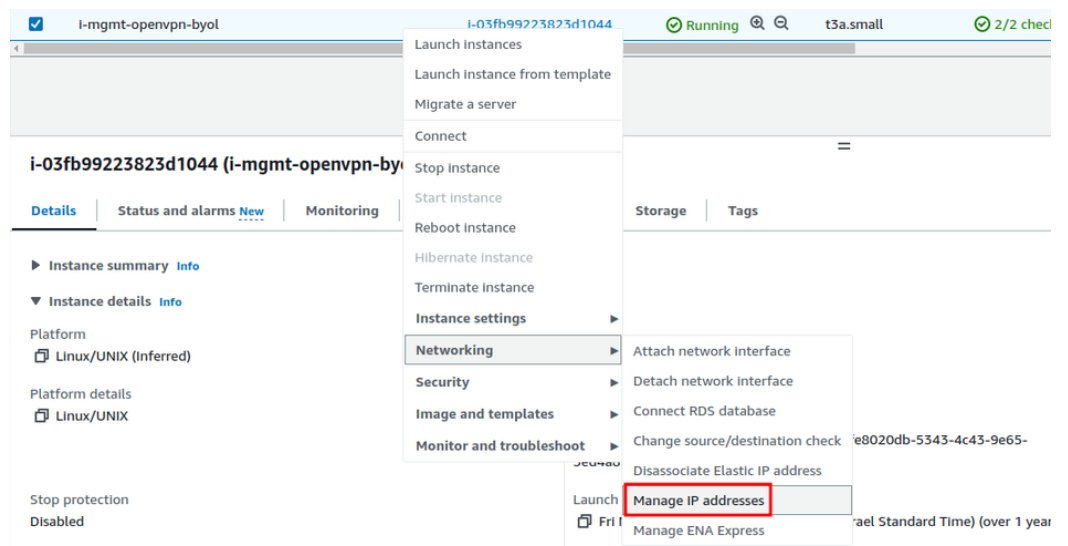 i-mgmt-openvpn-byol i-03fb99223823d1044 Running t3a.small 2/2 chec
Launch instances
Launch instance from template
Migrate a server
Connect
i-03fb99223823d1044 (i-mgmt-openvpn-by
Stop instance
Start instance
Details Status and alarms New Monitoring Storage Tags
Reboot instance
Hibernate instance
Instance summary Info
Terminate instance
Instance details Info
Instance settings
Platform
Linux/UNIX (Inferred)
Networking Attach network interface
Security Detach network interface
Platform details
Linux/UNIX
Image and templates Connect RDS database
Monitor and troubleshoot Change source/destination check fe8020db-5343-4c43-9e65-
Disassociate Elastic IP address
Stop protection Launch Manage IP addresses
Disabled Fri rael Standard Time) (over 1 year
Manage ENA Express